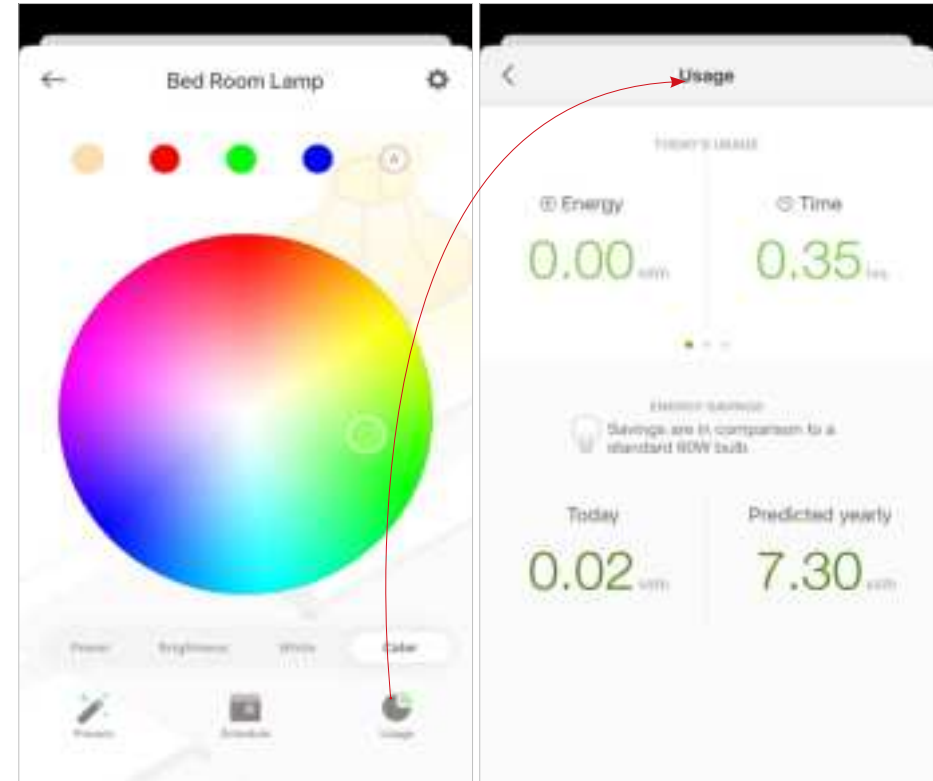 Bed Room Lamp
A
Power Brightness White Color
Presets Schedule Usage
Usage
TODAY'S USAGE
Energy Time
0.00 kWh 0.35 hrs
ENERGY SAVINGS
Savings are in comparison to a
standard 60W bulb
Today Predicted yearly
0.02 kWh 7.30 kWh